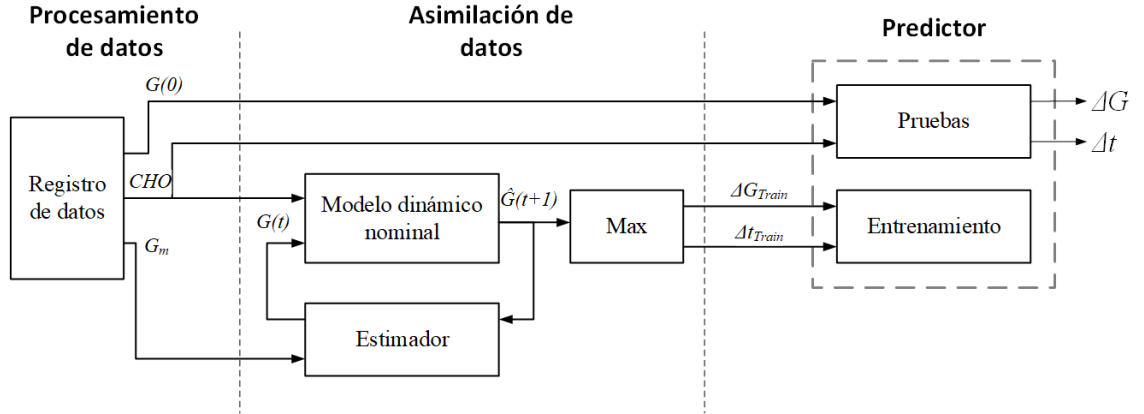 Procesamiento
de datos
Asimilación de
datos
Predictor
G(0)
ΔG
Pruebas
Δt
Registro
de datos
CHO
G(t)
Modelo dinámico
nominal
Ĝ(t+1)
Max
ΔG_Train
Δt_Train
Entrenamiento
G_m
Estimador